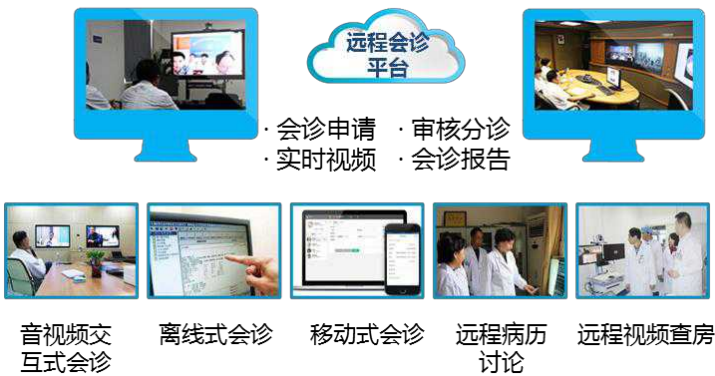 远程会诊
平台
· 会诊申请 · 审核分诊
· 实时视频 · 会诊报告
音视频交
互式会诊
离线式会诊
移动式会诊
远程病历
讨论
远程视频查房